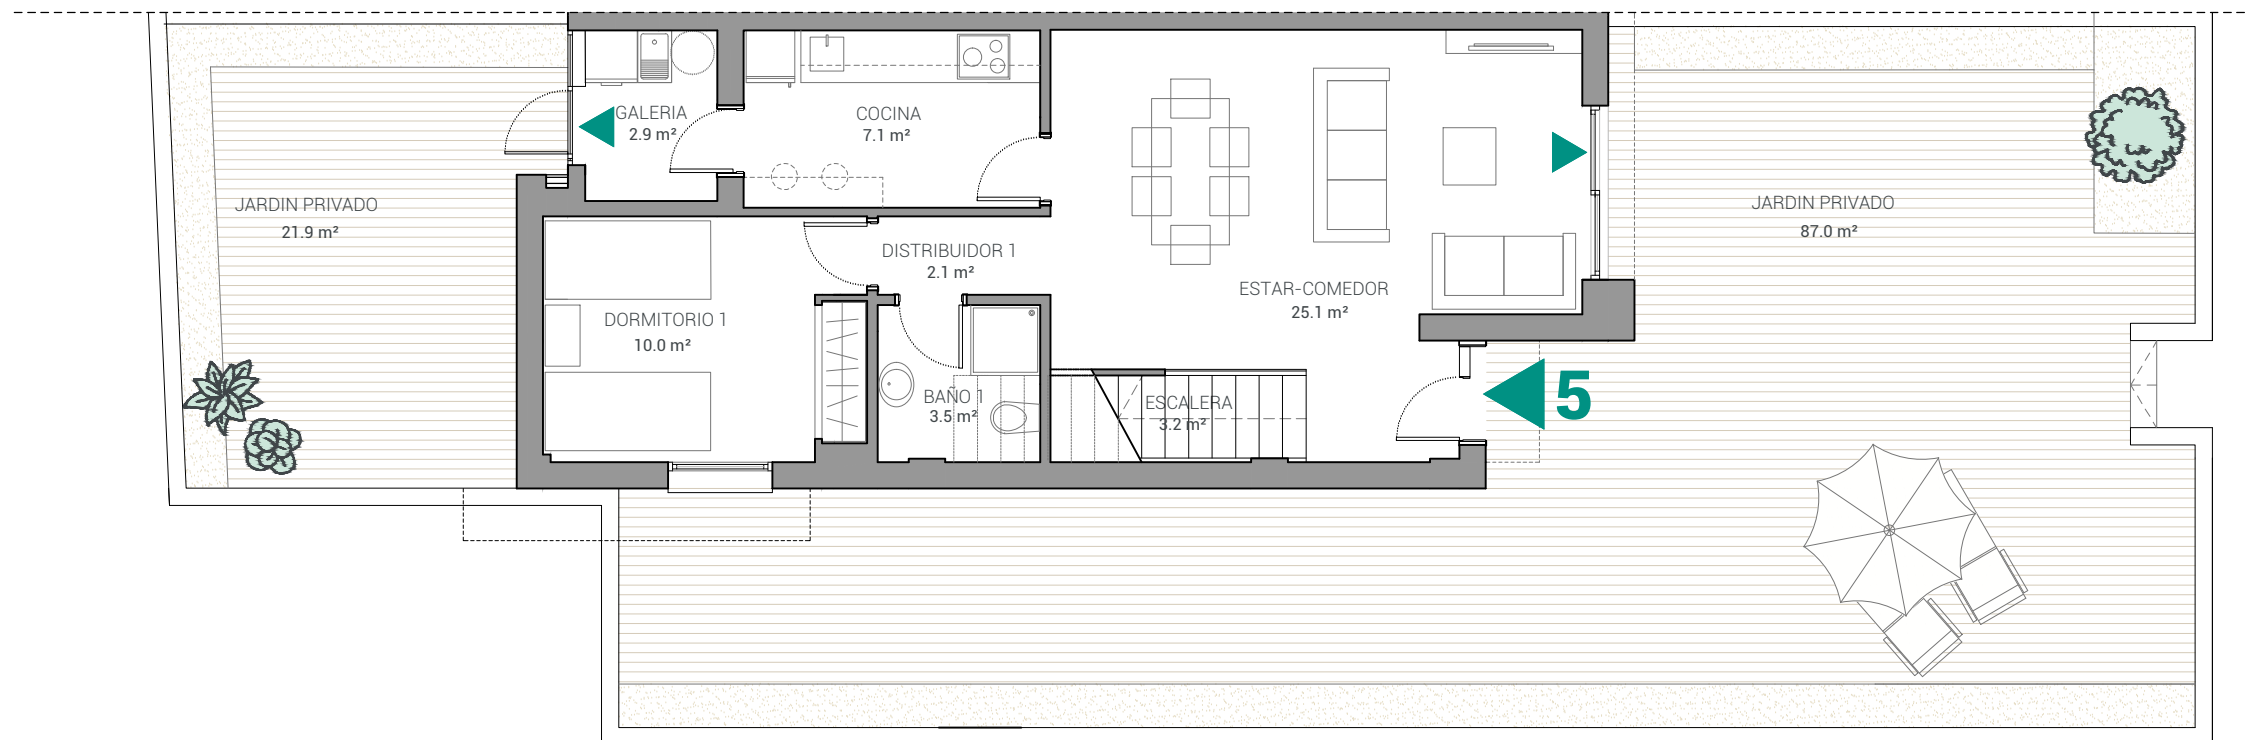 GALERIA
2.9 m²
COCINA
7.1 m²
JARDIN PRIVADO
21.9 m²
JARDIN PRIVADO
87.0 m²
DISTRIBUIDOR 1
2.1 m²
ESTAR-COMEDOR
25.1 m²
DORMITORIO 1
10.0 m²
BAÑO 1
3.5 m²
ESCALERA
3.2 m²
5